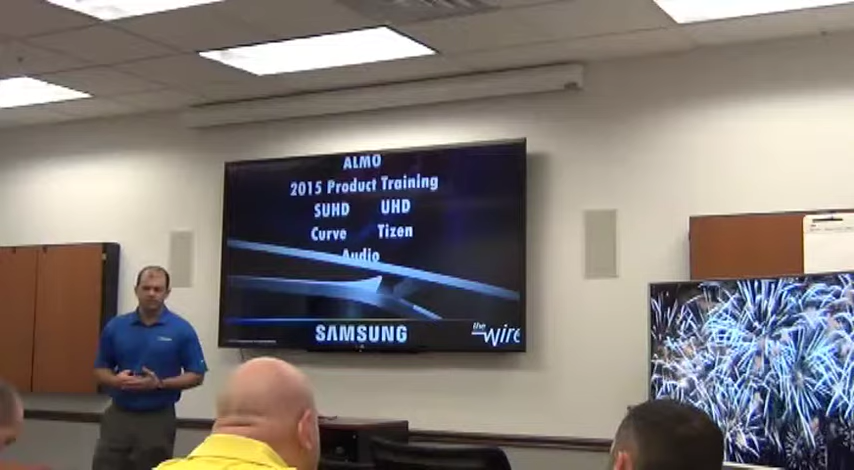 ALMO
2015 Product Training
SUHD UHD
Curve Tizen
Audio
SAMSUNG
the wire